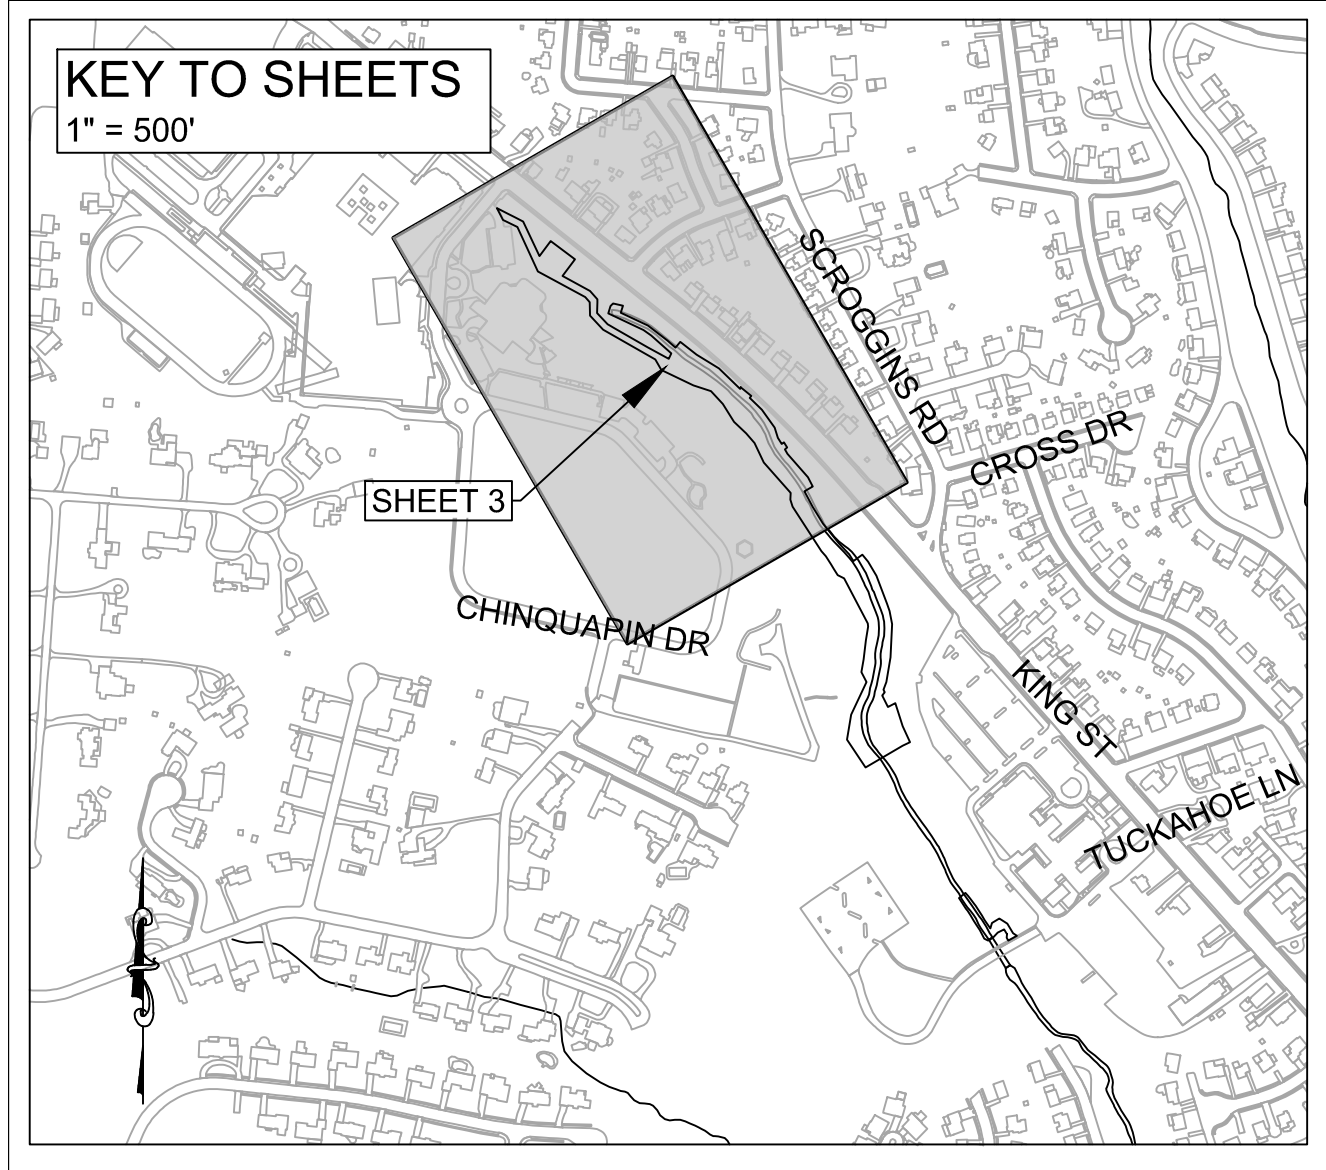 KEY TO SHEETS
1" = 500'
SCROGGINS RD
CROSS DR
SHEET 3
CHINQUAPIN DR
KING ST
TUCKAHOE LN